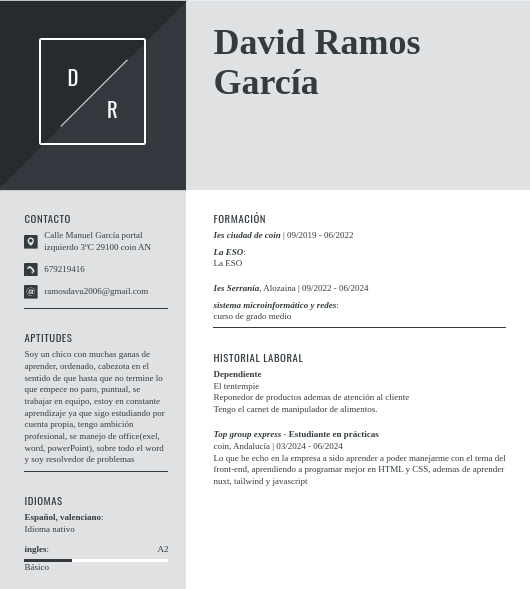 D
R
David Ramos
García
CONTACTO
Calle Manuel García portal
izquierdo 3ºC 29100 coin AN
679219416
ramosdavu2006@gmail.com
APTITUDES
Soy un chico con muchas ganas de
aprender, ordenado, cabezota en el
sentido de que hasta que no termine lo
que empece no paro, puntual, se
trabajar en equipo, estoy en constante
aprendizaje ya que sigo estudiando por
cuenta propia, tengo ambición
profesional, se manejo de office(exel,
word, powerPoint), sobre todo el word
y soy resolvedor de problemas
IDIOMAS
Español, valenciano:
Idioma nativo
ingles: A2
Básico
FORMACIÓN
Ies ciudad de coin | 09/2019 - 06/2022
La ESO:
La ESO
Ies Serranía, Alozaina | 09/2022 - 06/2024
sistema microinformático y redes:
curso de grado medio
HISTORIAL LABORAL
Dependiente
El tentempie
Reponedor de productos ademas de atención al cliente
Tengo el carnet de manipulador de alimentos.
Top group express - Estudiante en prácticas
coin, Andalucía | 03/2024 - 06/2024
Lo que he echo en la empresa a sido aprender a poder manejarme con el tema del
front-end, aprendiendo a programar mejor en HTML y CSS, ademas de aprender
nuxt, tailwind y javascript